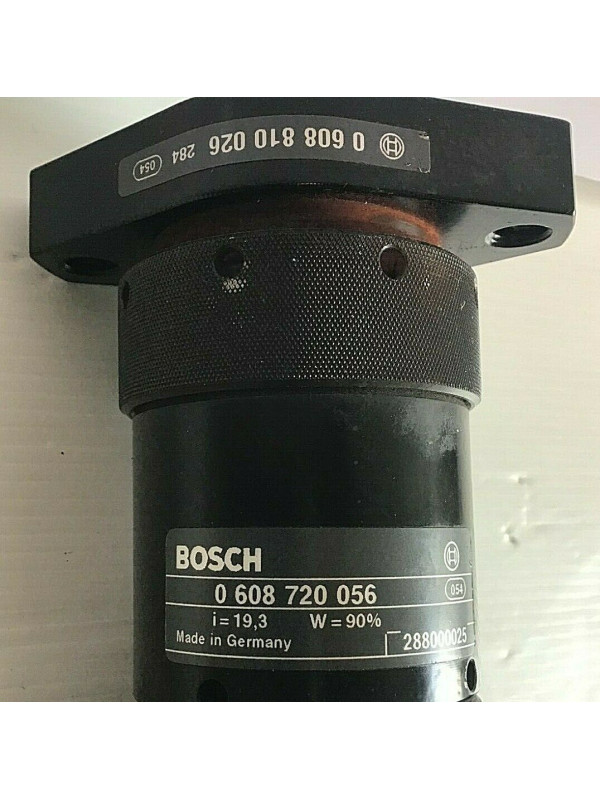 0 608 810 026 284 054
BOSCH
0 608 720 056 054
i = 19,3 W = 90%
Made in Germany 288000025